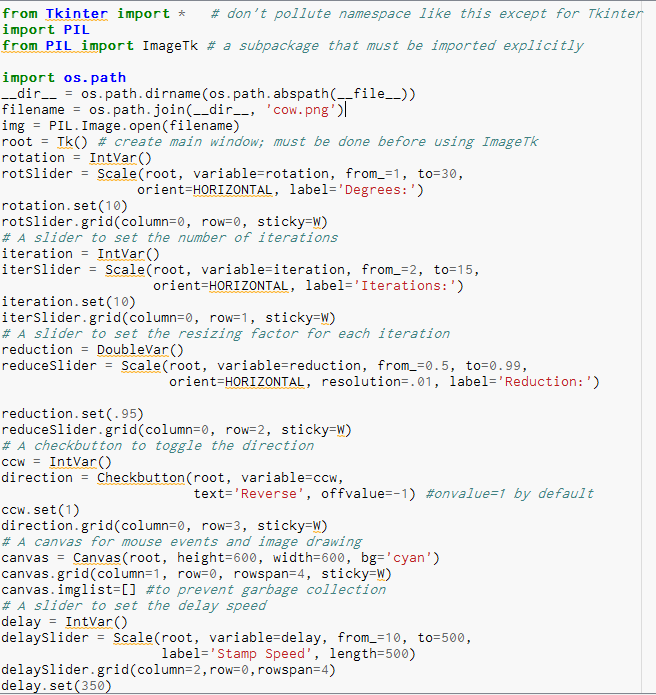 from Tkinter import *   # don't pollute namespace like this except for Tkinter
import PIL
from PIL import ImageTk # a subpackage that must be imported explicitly

import os.path
__dir__ = os.path.dirname(os.path.abspath(__file__))
filename = os.path.join(__dir__, 'cow.png')
img = PIL.Image.open(filename)
root = Tk() # create main window; must be done before using ImageTk
rotation = IntVar()
rotSlider = Scale(root, variable=rotation, from_=1, to=30,
                 orient=HORIZONTAL, label='Degrees:')
rotation.set(10)
rotSlider.grid(column=0, row=0, sticky=W)
# A slider to set the number of iterations
iteration = IntVar()
iterSlider = Scale(root, variable=iteration, from_=2, to=15,
                   orient=HORIZONTAL, label='Iterations:')
iteration.set(10)
iterSlider.grid(column=0, row=1, sticky=W)
# A slider to set the resizing factor for each iteration
reduction = DoubleVar()
reduceSlider = Scale(root, variable=reduction, from_=0.5, to=0.99,
                     orient=HORIZONTAL, resolution=.01, label='Reduction:')

reduction.set(.95)
reduceSlider.grid(column=0, row=2, sticky=W)
# A checkbutton to toggle the direction
ccw = IntVar()
direction = Checkbutton(root, variable=ccw,
                        text='Reverse', offvalue=-1) #onvalue=1 by default
ccw.set(1)
direction.grid(column=0, row=3, sticky=W)
# A canvas for mouse events and image drawing
canvas = Canvas(root, height=600, width=600, bg='cyan')
canvas.grid(column=1, row=0, rowspan=4, sticky=W)
canvas.imglist=[] #to prevent garbage collection
# A slider to set the delay speed
delay = IntVar()
delaySlider = Scale(root, variable=delay, from_=10, to=500,
                    label='Stamp Speed', length=500)
delaySlider.grid(column=2,row=0,rowspan=4)
delay.set(350)